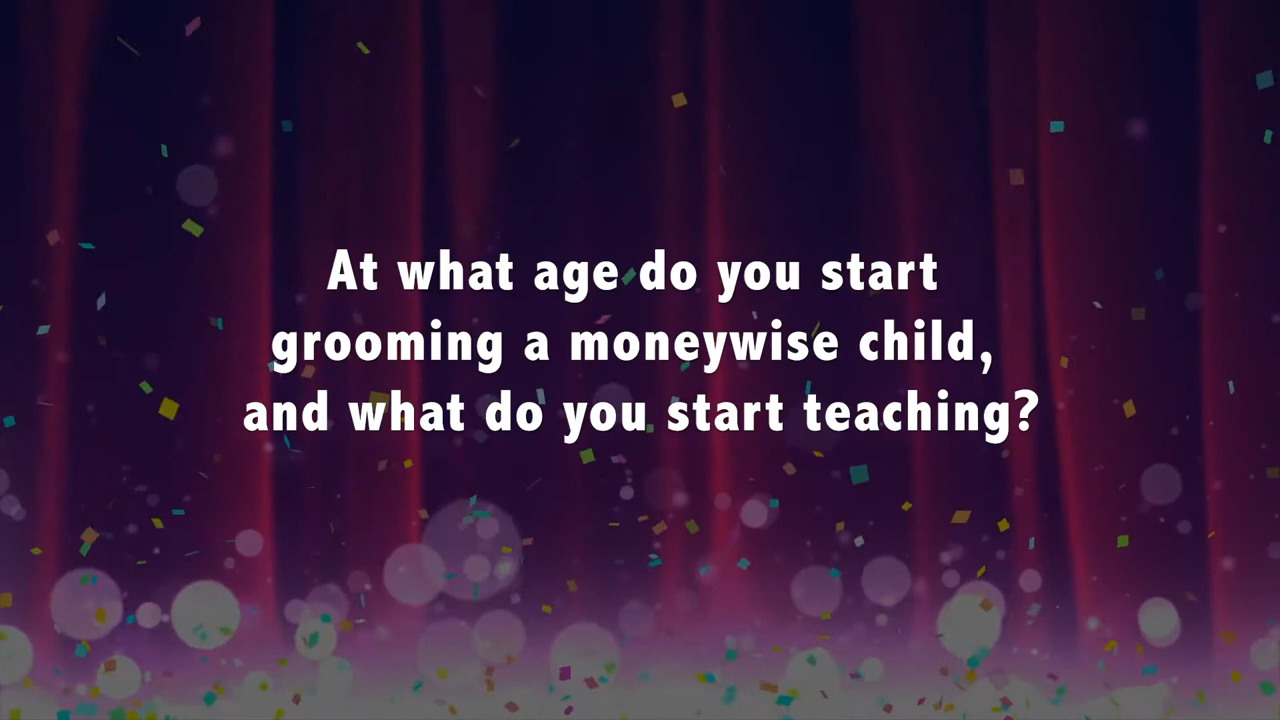 At what age do you start
grooming a moneywise child,
and what do you start teaching?